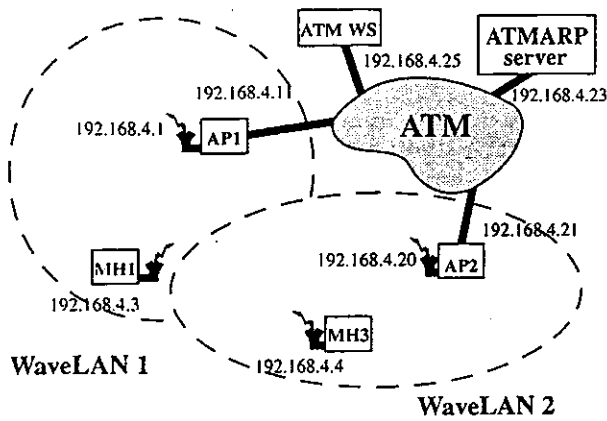 ATM WS
ATMARP
server
192.168.4.25
192.168.4.23
192.168.4.11
192.168.4.1
AP1
ATM
192.168.4.21
192.168.4.20
AP2
MH1
192.168.4.3
MH3
192.168.4.4
WaveLAN 1
WaveLAN 2